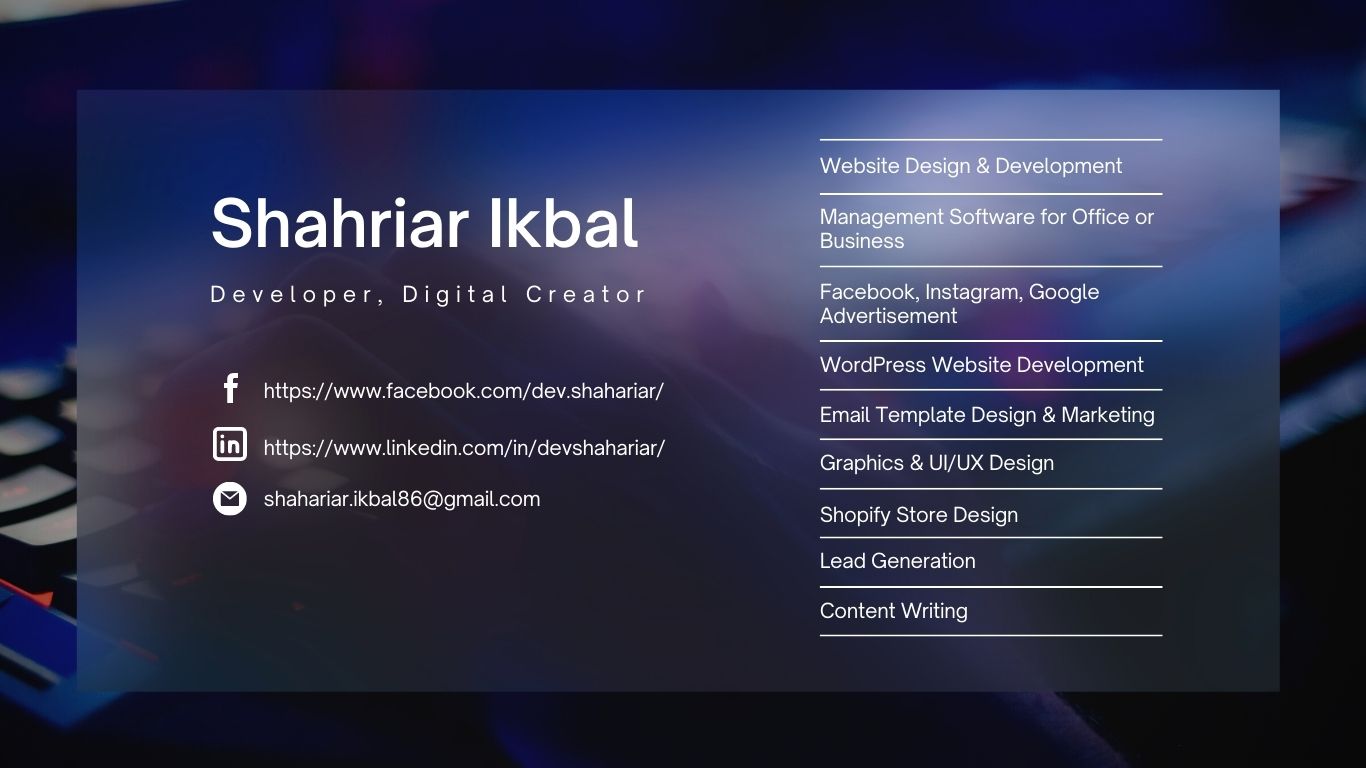 Shahriar Ikbal
Developer, Digital Creator
https://www.facebook.com/dev.shahariar/
https://www.linkedin.com/in/devshahariar/
shahariar.ikbal86@gmail.com
Website Design & Development
Management Software for Office or
Business
Facebook, Instagram, Google
Advertisement
WordPress Website Development
Email Template Design & Marketing
Graphics & UI/UX Design
Shopify Store Design
Lead Generation
Content Writing